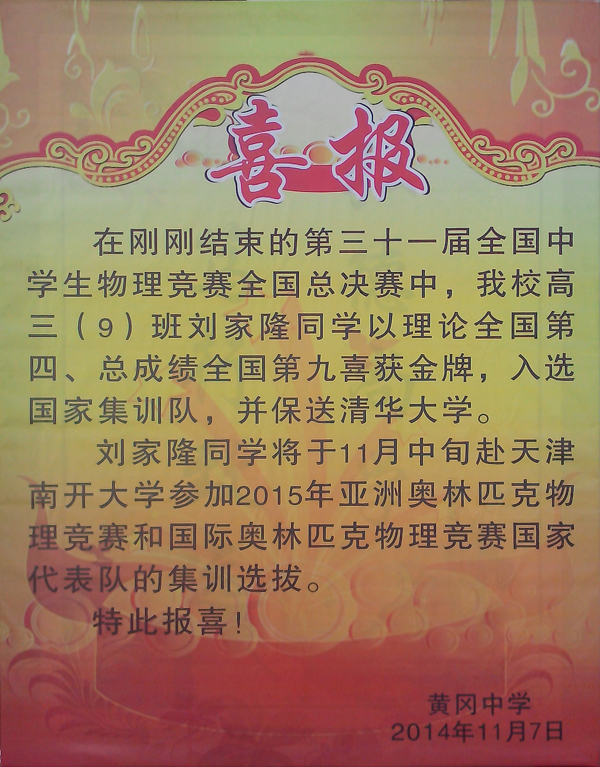 喜报
在刚刚结束的第三十一届全国中
学生物理竞赛全国总决赛中，我校高
三（9）班刘家隆同学以理论全国第
四、总成绩全国第九喜获金牌，入选
国家集训队，并保送清华大学。
刘家隆同学将于11月中旬赴天津
南开大学参加2015年亚洲奥林匹克物
理竞赛和国际奥林匹克物理竞赛国家
代表队的集训选拔。
特此报喜！
黄冈中学
2014年11月7日